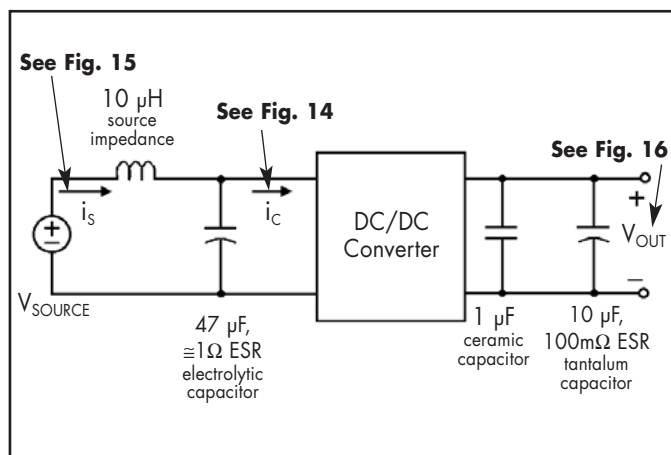 See Fig. 15
10 µH
source
impedance
See Fig. 14
See Fig. 16
iS
iC
DC/DC
Converter
+
VOUT
–
+
–
VSOURCE
47 µF,
≅1Ω ESR
electrolytic
capacitor
1 µF
ceramic
capacitor
10 µF,
100mΩ ESR
tantalum
capacitor